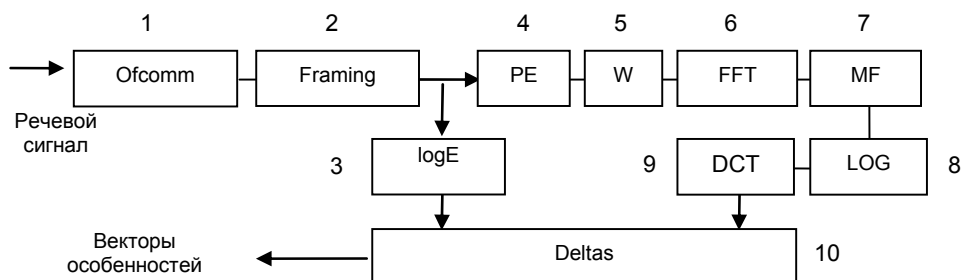 1 2 4 5 6 7
Ofcomm Framing PE W FFT MF
Речевой
сигнал
3 logE 9 DCT LOG 8
Векторы
особенностей
Deltas 10